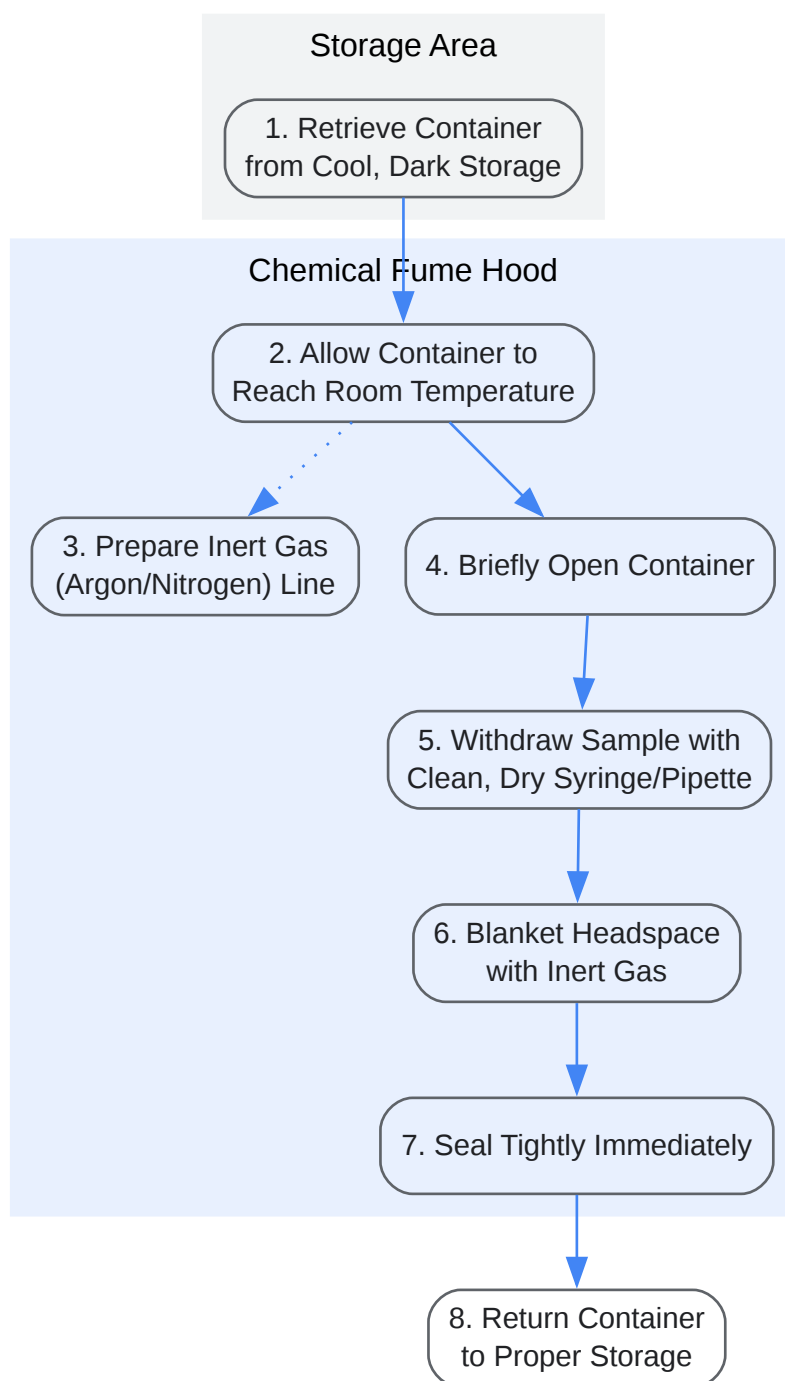 Storage Area
1. Retrieve Container
from Cool, Dark Storage
Chemical Fume Hood
2. Allow Container to
Reach Room Temperature
3. Prepare Inert Gas
(Argon/Nitrogen) Line
4. Briefly Open Container
5. Withdraw Sample with
Clean, Dry Syringe/Pipette
6. Blanket Headspace
with Inert Gas
7. Seal Tightly Immediately
8. Return Container
to Proper Storage